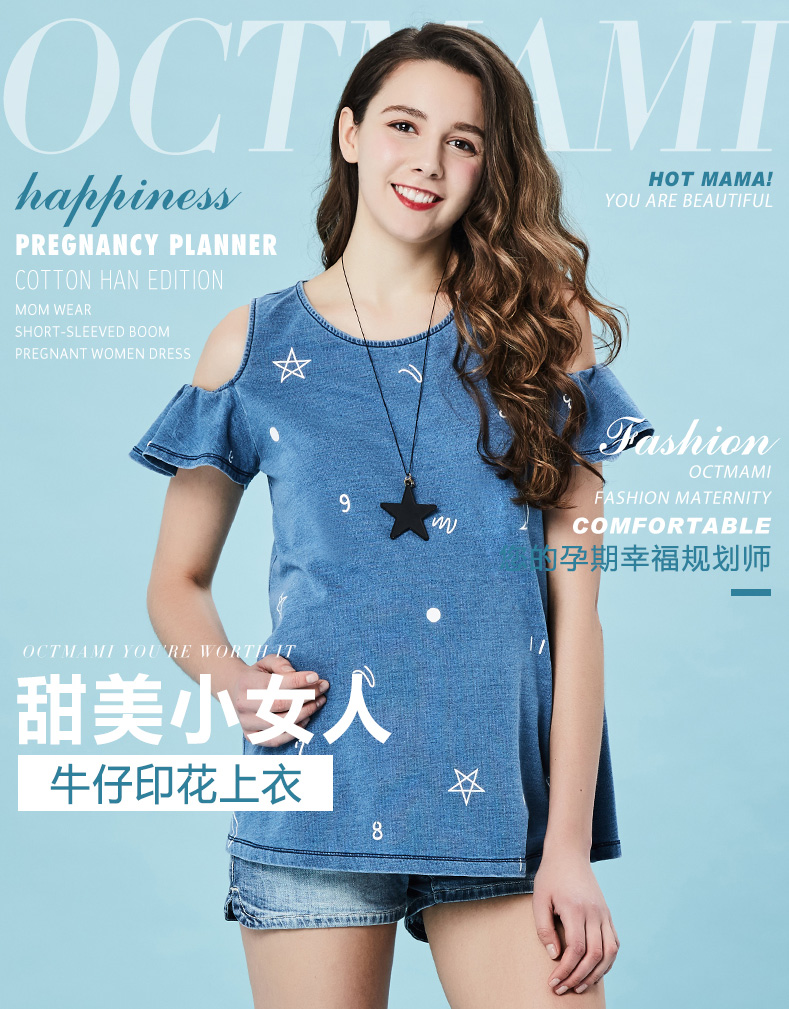 OCTMAMI
happiness
PREGNANCY PLANNER
COTTON HAN EDITION
MOM WEAR
SHORT-SLEEVED BOOM
PREGNANT WOMEN DRESS
HOT MAMA!
YOU ARE BEAUTIFUL
Fashion
OCTMAMI
FASHION MATERNITY
COMFORTABLE
的孕期幸福规划师
9
m
OCTMAMI YOU'RE WORTH IT
甜美小女人
牛仔印花上衣
8